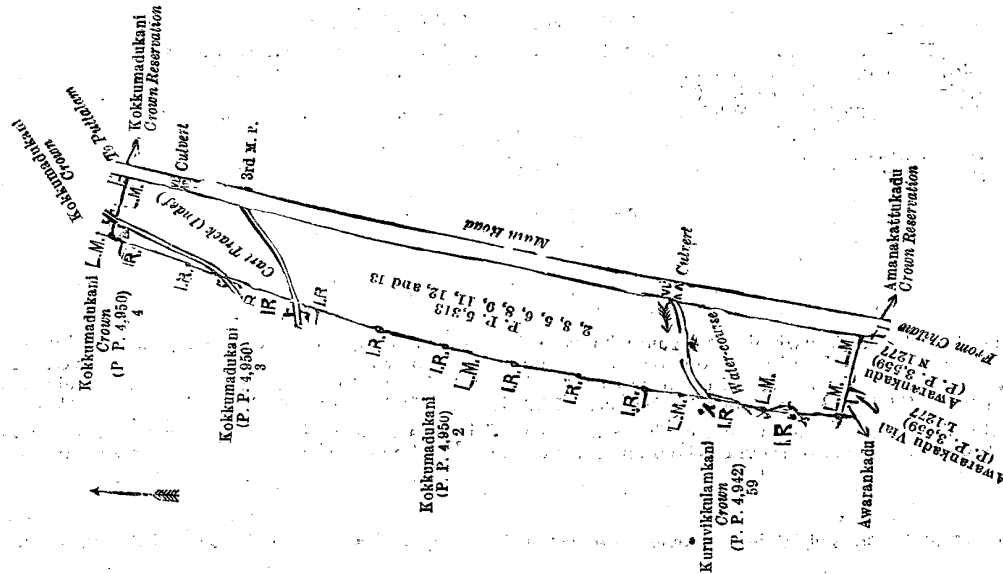 Kokkumadukani
Crown
To Puttalam
Kokkumadukani
Crown Reservation
Kokkumadukani
Crown
(P. P. 4,950)
4
L.M.
L.M.
I.R.
Culvert
3rd M. P.
Cart Track (Indef)
I.R.
I.R
I.R
Kokkumadukani
(P. P. 4,950)
3
I.R.
Main Road
P. P. 5,313
2, 3, 5, 6, 8, 9, 11, 12, and 13
I.R.
L.M.
Kokkumadukani
(P. P. 4,950)
2
I.R.
I.R.
I.R.
Culvert
Water-course
L.M.
I.R
L.M.
I.R.
Kuruvikkulamkani
Crown
(P. P. 4,942)
59
L.M.
L.M
Amanakattukadu
Crown Reservation
From Chilaw
Awarankadu
(P. P. 3,559)
N 1277
Awarankadu Vial
(P. P. 3,559)
L 1277
Awarankadu